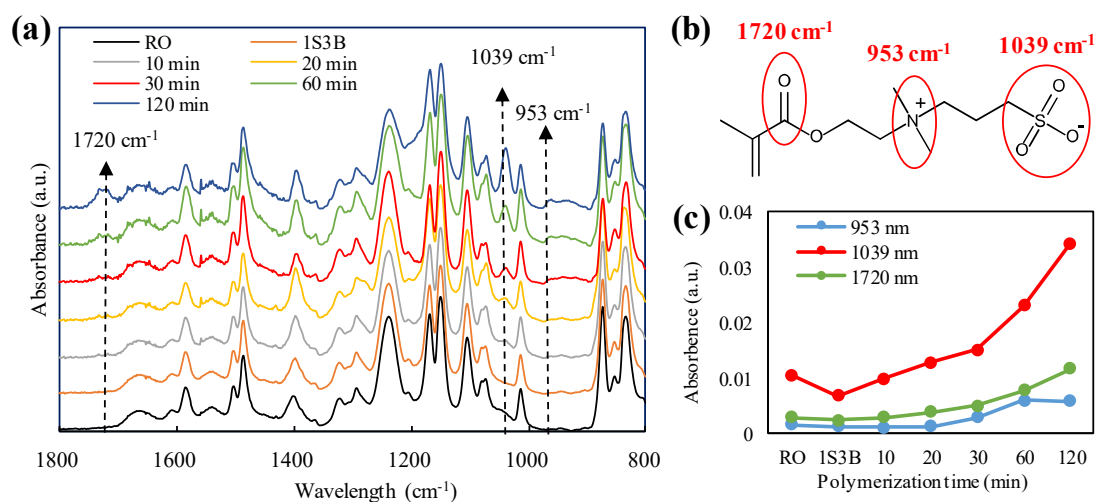 (a)
RO
1S3B
10 min
20 min
30 min
60 min
120 min
1039 cm-1
953 cm-1
1720 cm-1
Absorbance (a.u.)
1800
1600
1400
1200
1000
800
Wavelength (cm-1)
(b)
1720 cm-1
953 cm-1
1039 cm-1
O
O
N
+
O
S
O
O
-
(c)
0.04
0.03
0.02
0.01
0
953 nm
1039 nm
1720 nm
Absorbence (a.u.)
RO
1S3B
10
20
30
60
120
Polymerization time (min)